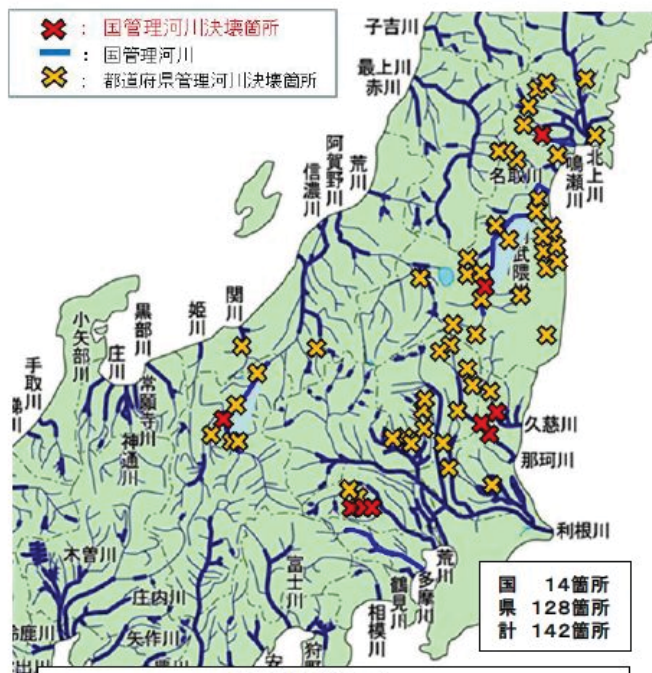 ：国管理河川決壊箇所
：国管理河川
：都道府県管理河川決壊箇所
子吉川
最上川
赤川
荒川
阿賀野川
信濃川
関川
姫川
黒部川
常願寺川
神通川
庄川
小矢部川
手取川
北上川
鳴瀬川
名取川
武隈
久慈川
那珂川
利根川
荒川
多摩川
鶴見川
相模川
富士川
狩野
安
木曽川
庄内川
矢作川
鈴鹿川
国 14箇所
県 128箇所
計 142箇所